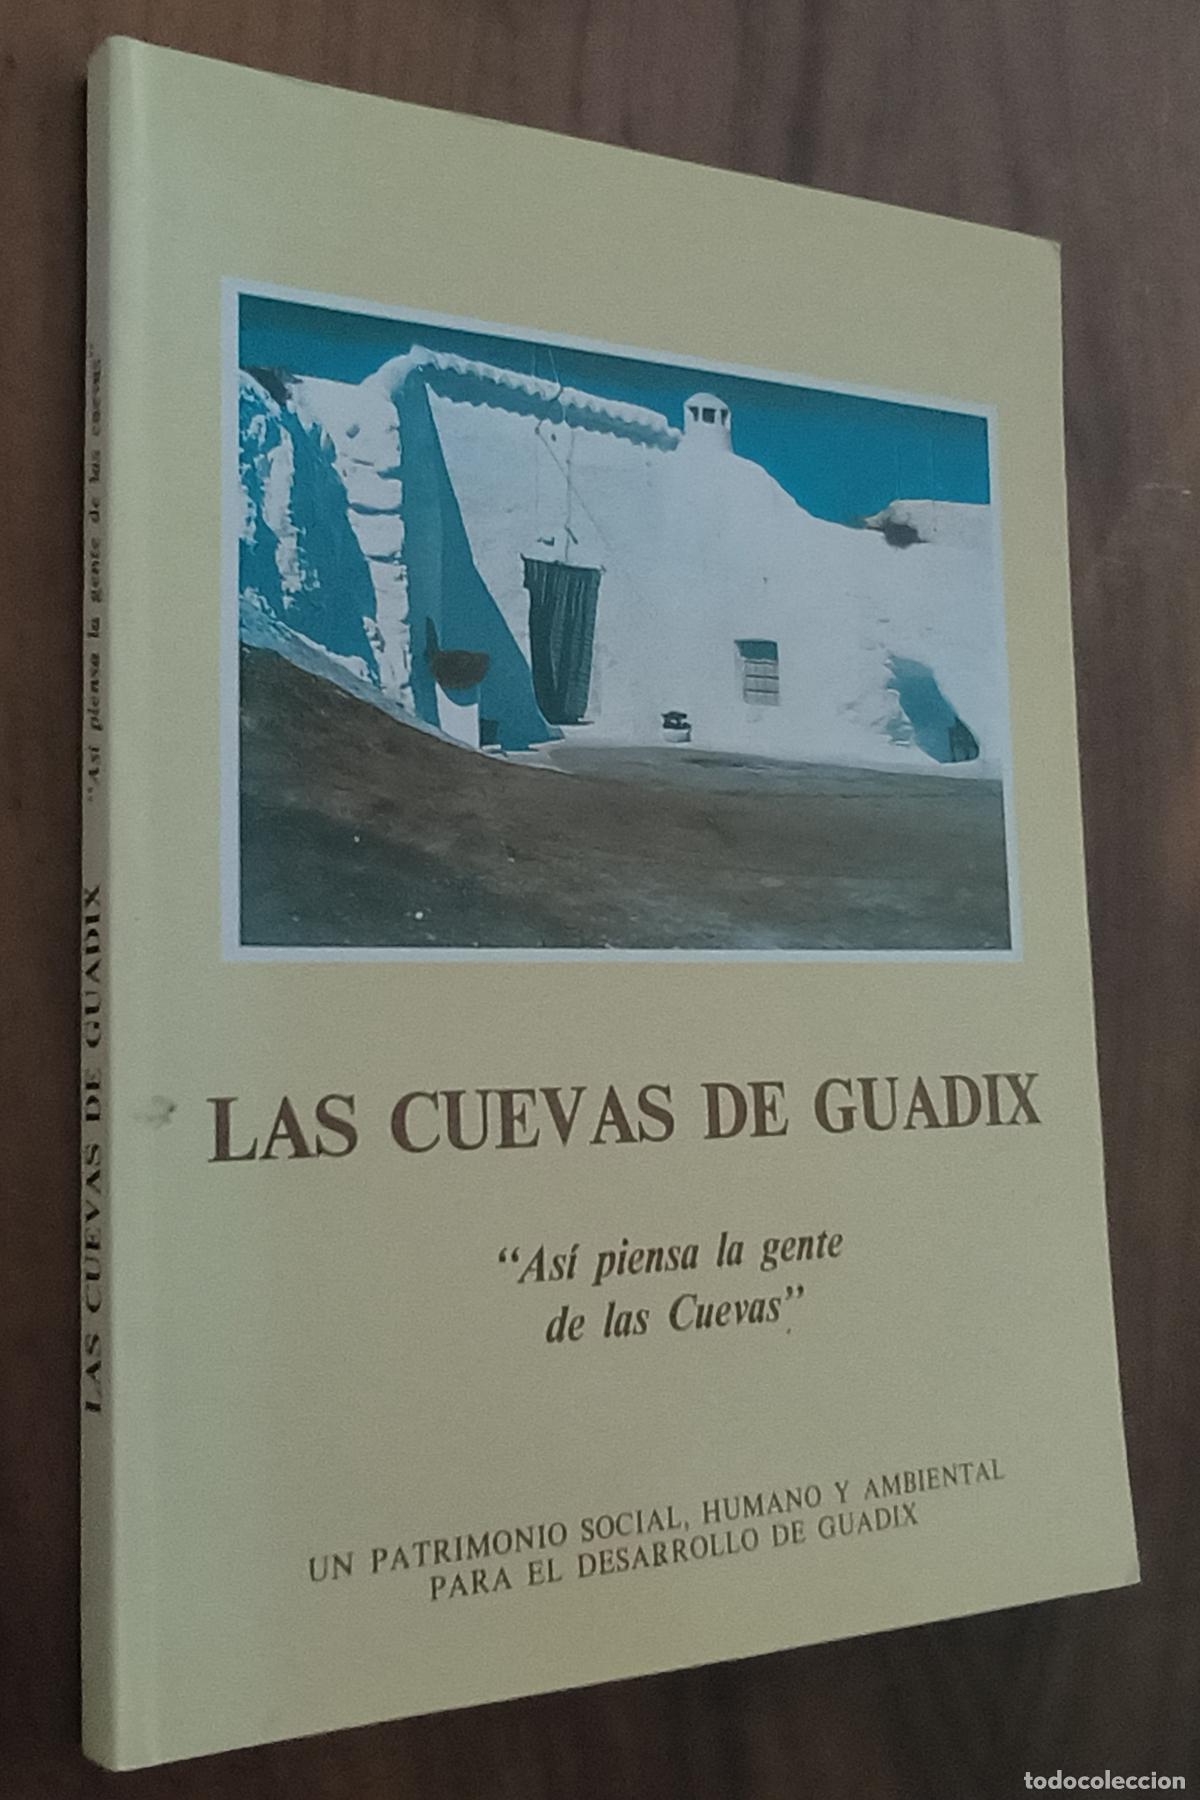 LAS CUEVAS DE GUADIX
"Así piensa la gente
de las Cuevas"
UN PATRIMONIO SOCIAL, HUMANO Y AMBIENTAL
PARA EL DESARROLLO DE GUADIX
LAS CUEVAS DE GUADIX "Así piensa la gente de las cuevas"
todocoleccion